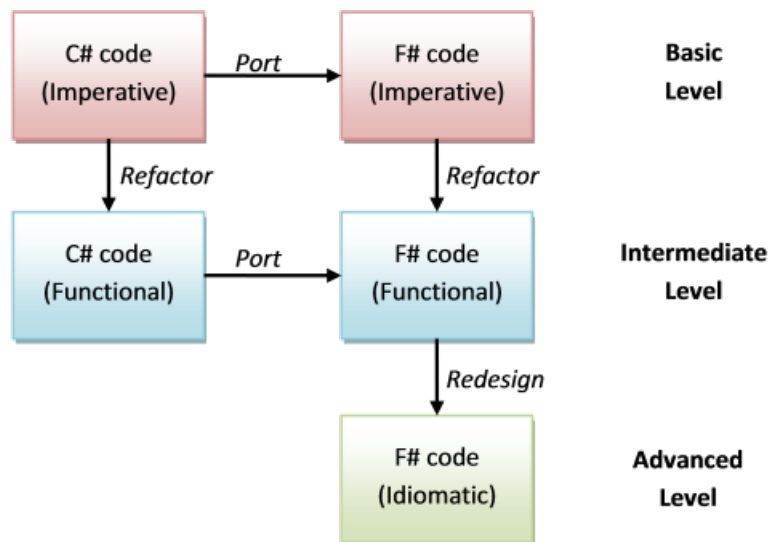 C# code
(Imperative)
Port
F# code
(Imperative)
Basic
Level
Refactor
Refactor
C# code
(Functional)
Port
F# code
(Functional)
Intermediate
Level
Redesign
F# code
(Idiomatic)
Advanced
Level